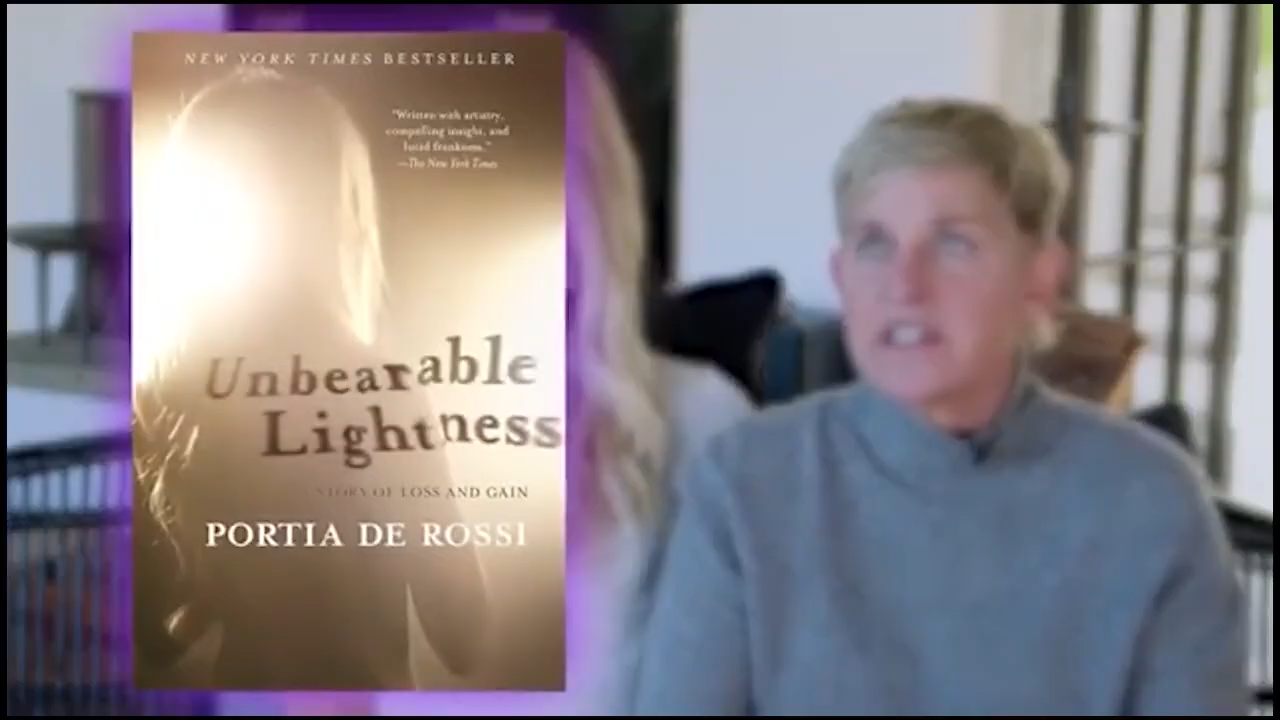 NEW YORK TIMES BESTSELLER
"Written with artistry,
compelling insight, and
lucid frankness."
—The New York Times
Unbearable
Lightness
STORY OF LOSS AND GAIN
PORTIA DE ROSSI